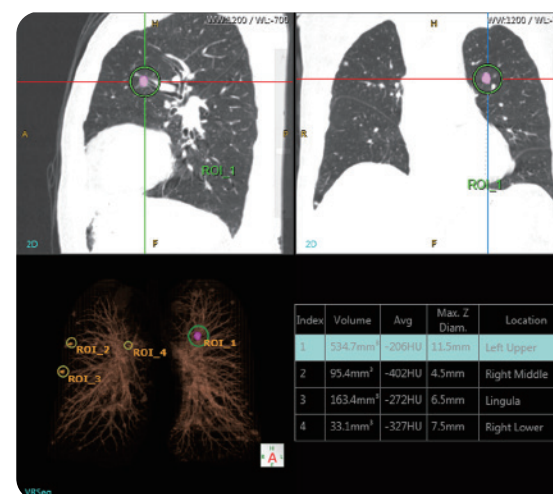 H
WW:1200 / WL:-700
A
ROI_1
2D
F
H
WW:1200 / WL:-700
R
ROI_1
2D
F
ROI_2
ROI_4
ROI_1
ROI_3
A
VRSeg
Index Volume Avg Max. Z Diam. Location
1 534.7mm³ -206HU 11.5mm Left Upper
2 95.4mm³ -402HU 4.5mm Right Middle
3 163.4mm³ -272HU 6.5mm Lingula
4 33.1mm³ -327HU 7.5mm Right Lower